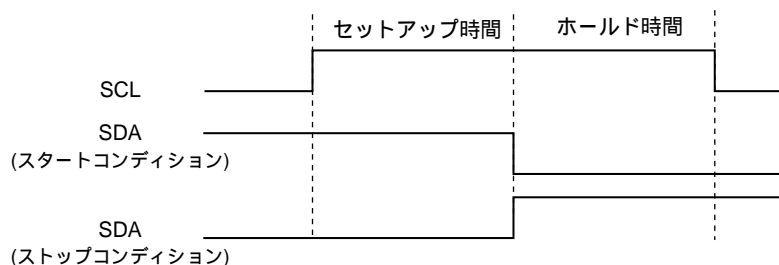 セットアップ時間
ホールド時間
SCL
SDA
(スタートコンディション)
SDA
(ストップコンディション)